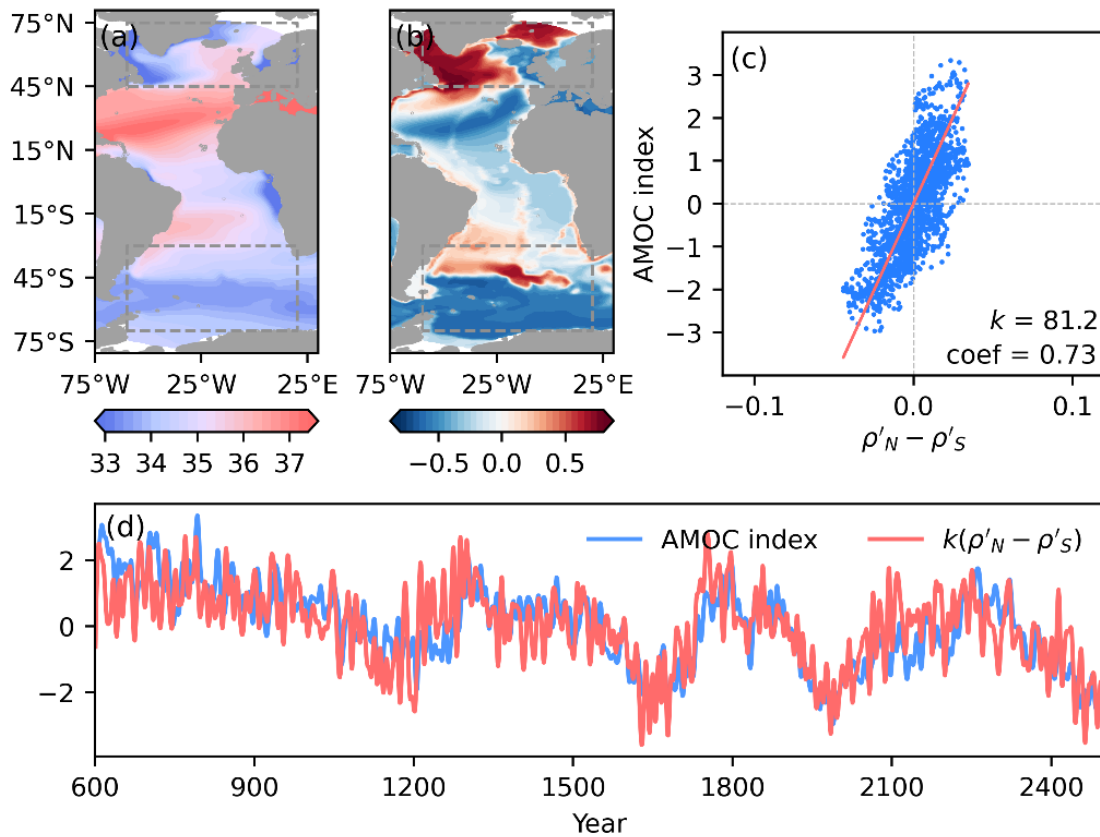 75°N
45°N
15°N
15°S
45°S
75°S
(a)
75°W 25°W 25°E
33 34 35 36 37
(b)
75°W 25°W 25°E
−0.5 0.0 0.5
(c)
AMOC index
3
2
1
0
−1
−2
−3
k = 81.2
coef = 0.73
−0.1 0.0 0.1
ρ′N − ρ′S
(d)
AMOC index k(ρ′N − ρ′S)
2
0
−2
600 900 1200 1500 1800 2100 2400
Year